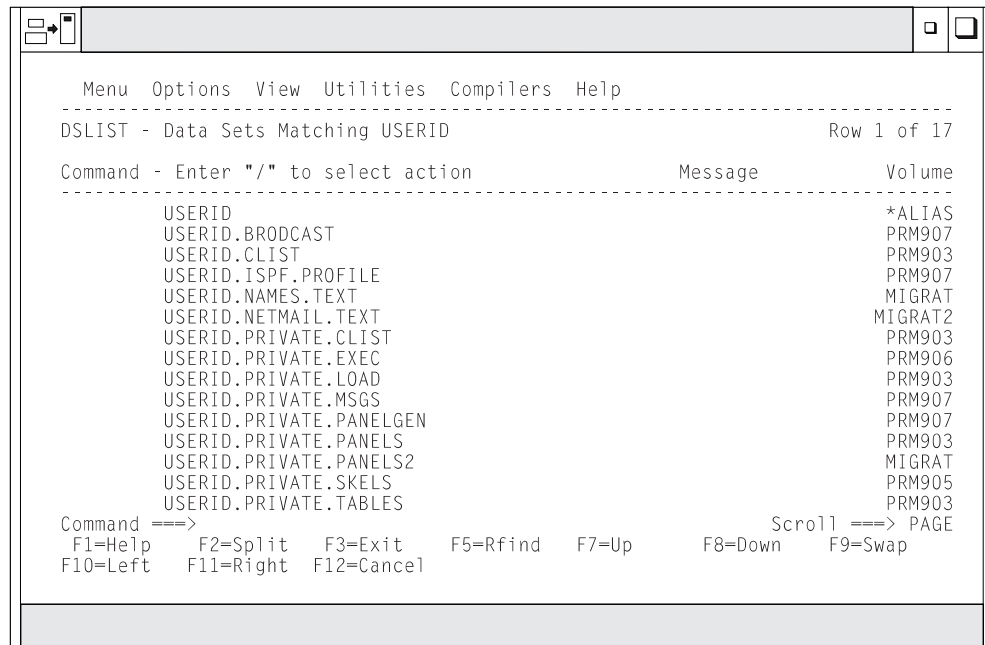 Menu  Options  View  Utilities  Compilers  Help
DSLIST - Data Sets Matching USERID                    Row 1 of 17
Command - Enter "/" to select action          Message          Volume
USERID                    *ALIAS
USERID.BRODCAST                    PRM907
USERID.CLIST                    PRM903
USERID.ISPF.PROFILE                    PRM907
USERID.NAMES.TEXT                    MIGRAT
USERID.NETMAIL.TEXT                    MIGRAT2
USERID.PRIVATE.CLIST                    PRM903
USERID.PRIVATE.EXEC                    PRM906
USERID.PRIVATE.LOAD                    PRM903
USERID.PRIVATE.MSGS                    PRM907
USERID.PRIVATE.PANELGEN                    PRM907
USERID.PRIVATE.PANELS                    PRM903
USERID.PRIVATE.PANELS2                    MIGRAT
USERID.PRIVATE.SKELS                    PRM905
USERID.PRIVATE.TABLES                    PRM903
Command ===>                    Scroll ===> PAGE
F1=Help  F2=Split  F3=Exit  F5=Rfind  F7=Up  F8=Down  F9=Swap
F10=Left  F11=Right  F12=Cancel